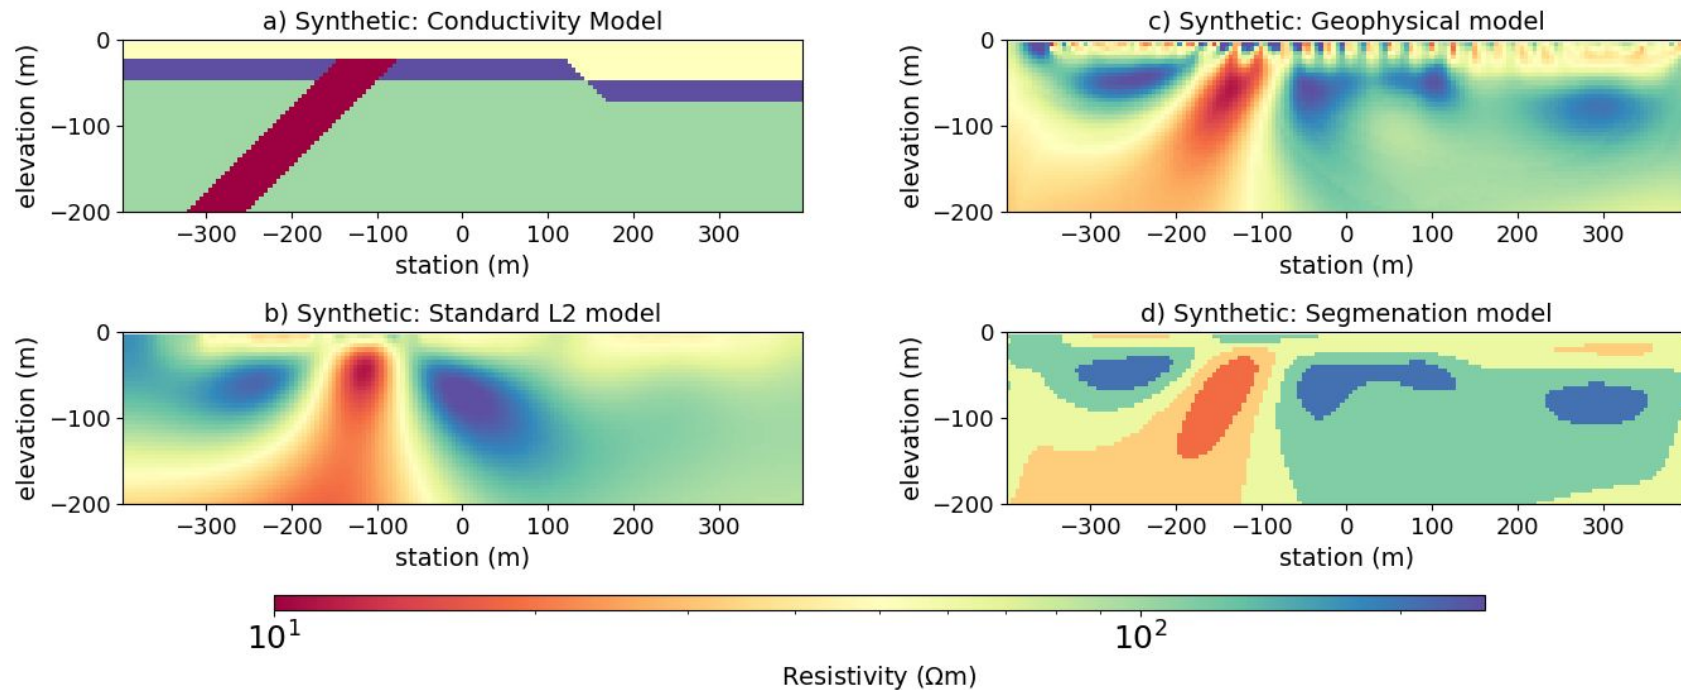 a) Synthetic: Conductivity Model
0
−100
−200
elevation (m)
−300 −200 −100 0 100 200 300
station (m)
c) Synthetic: Geophysical model
0
−100
−200
elevation (m)
−300 −200 −100 0 100 200 300
station (m)
b) Synthetic: Standard L2 model
0
−100
−200
elevation (m)
−300 −200 −100 0 100 200 300
station (m)
d) Synthetic: Segmenation model
0
−100
−200
elevation (m)
−300 −200 −100 0 100 200 300
station (m)
10¹ 10²
Resistivity (Ωm)